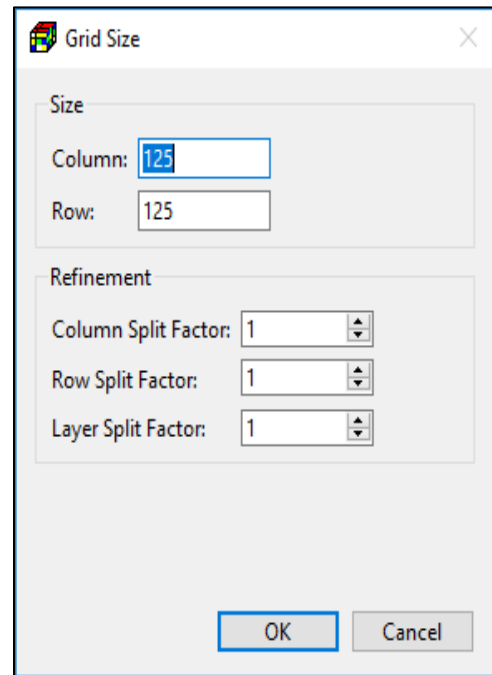 Grid Size
Size
Column: 125
Row: 125
Refinement
Column Split Factor: 1
Row Split Factor: 1
Layer Split Factor: 1
OK Cancel